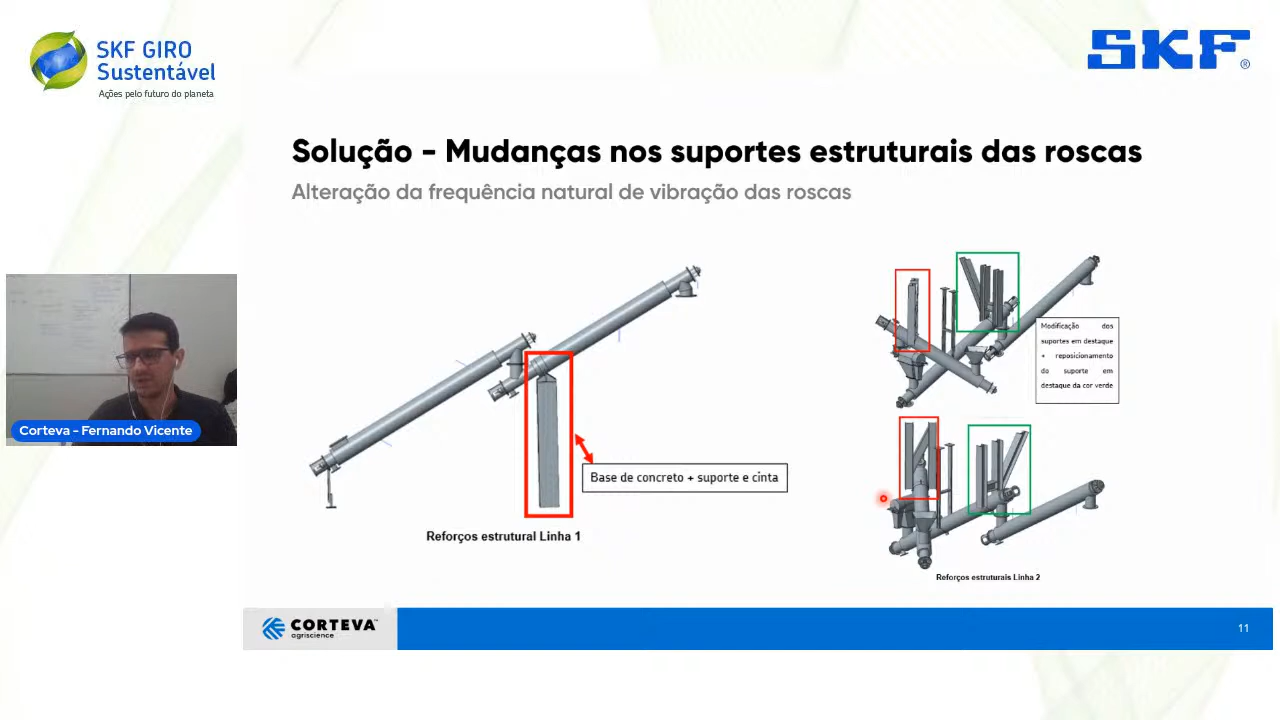 SKF GIRO
Sustentável
Ações pelo futuro do planeta
SKF
®
Solução - Mudanças nos suportes estruturais das roscas
Alteração da frequência natural de vibração das roscas
Base de concreto + suporte e cinta
Reforços estrutural Linha 1
Modificação dos
suportes em destaque
+ reposicionamento
do suporte em
destaque da cor verde
Reforços estruturais Linha 2
Corteva - Fernando Vicente
CORTEVA™
agriscience
11